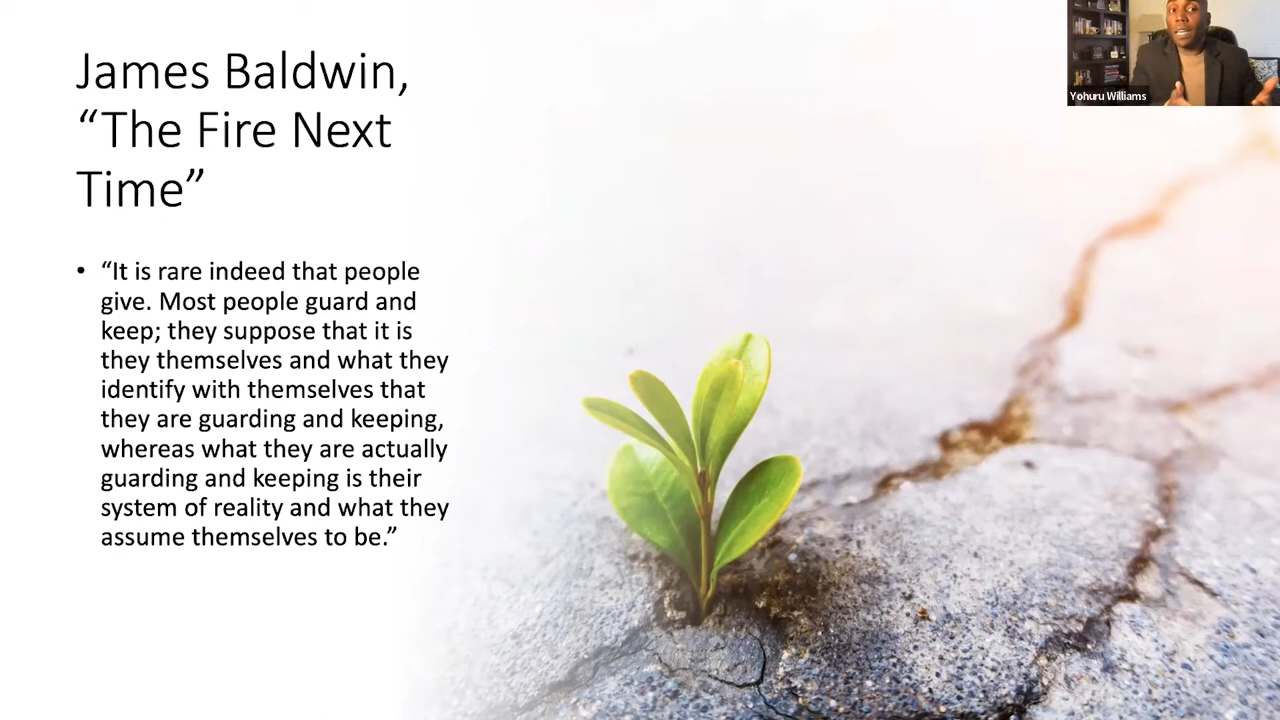 James Baldwin,
“The Fire Next
Time”
• “It is rare indeed that people
give. Most people guard and
keep; they suppose that it is
they themselves and what they
identify with themselves that
they are guarding and keeping,
whereas what they are actually
guarding and keeping is their
system of reality and what they
assume themselves to be.”
Yohuru Williams